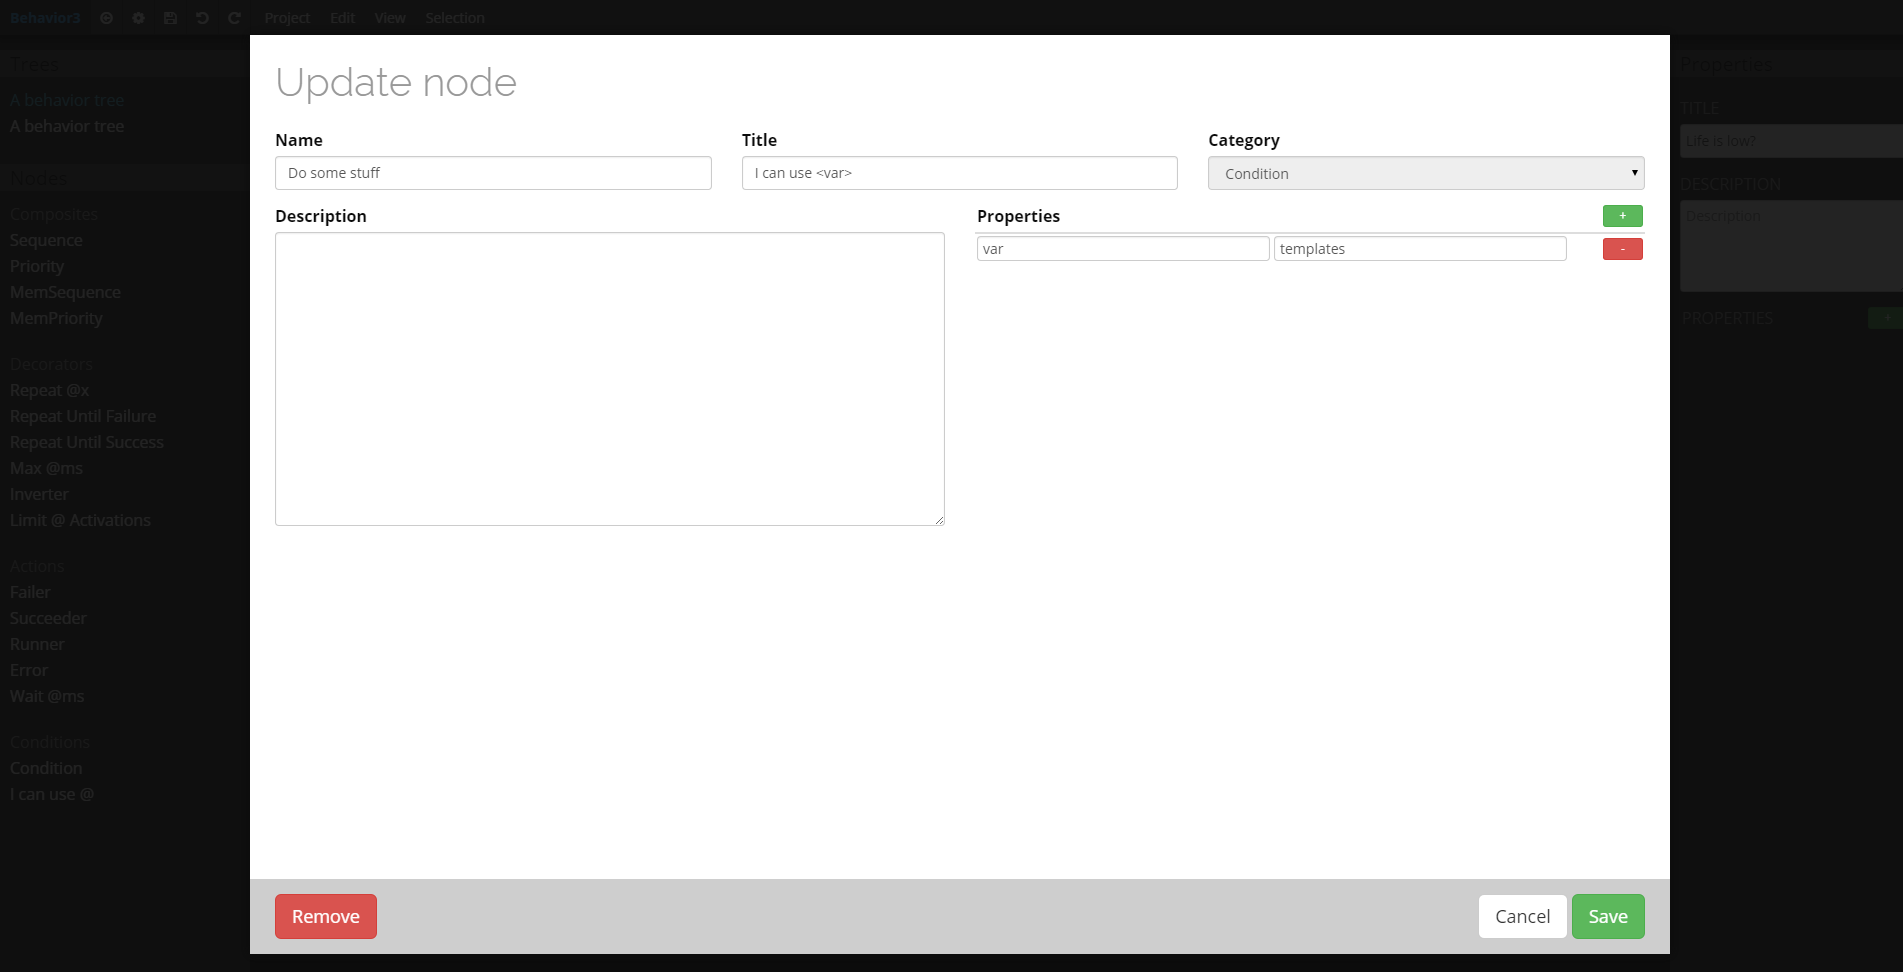 Behavior3 Project Edit View Selection
Trees
A behavior tree
A behavior tree
Nodes
Composites
Sequence
Priority
MemSequence
MemPriority
Decorators
Repeat @x
Repeat Until Failure
Repeat Until Success
Max @ms
Inverter
Limit @ Activations
Actions
Failer
Succeeder
Runner
Error
Wait @ms
Conditions
Condition
I can use @
Update node
Name Title Category
Do some stuff I can use <var> Condition
Description Properties +
var templates -
Remove Cancel Save
Properties
TITLE
Life is low?
DESCRIPTION
Description
PROPERTIES +